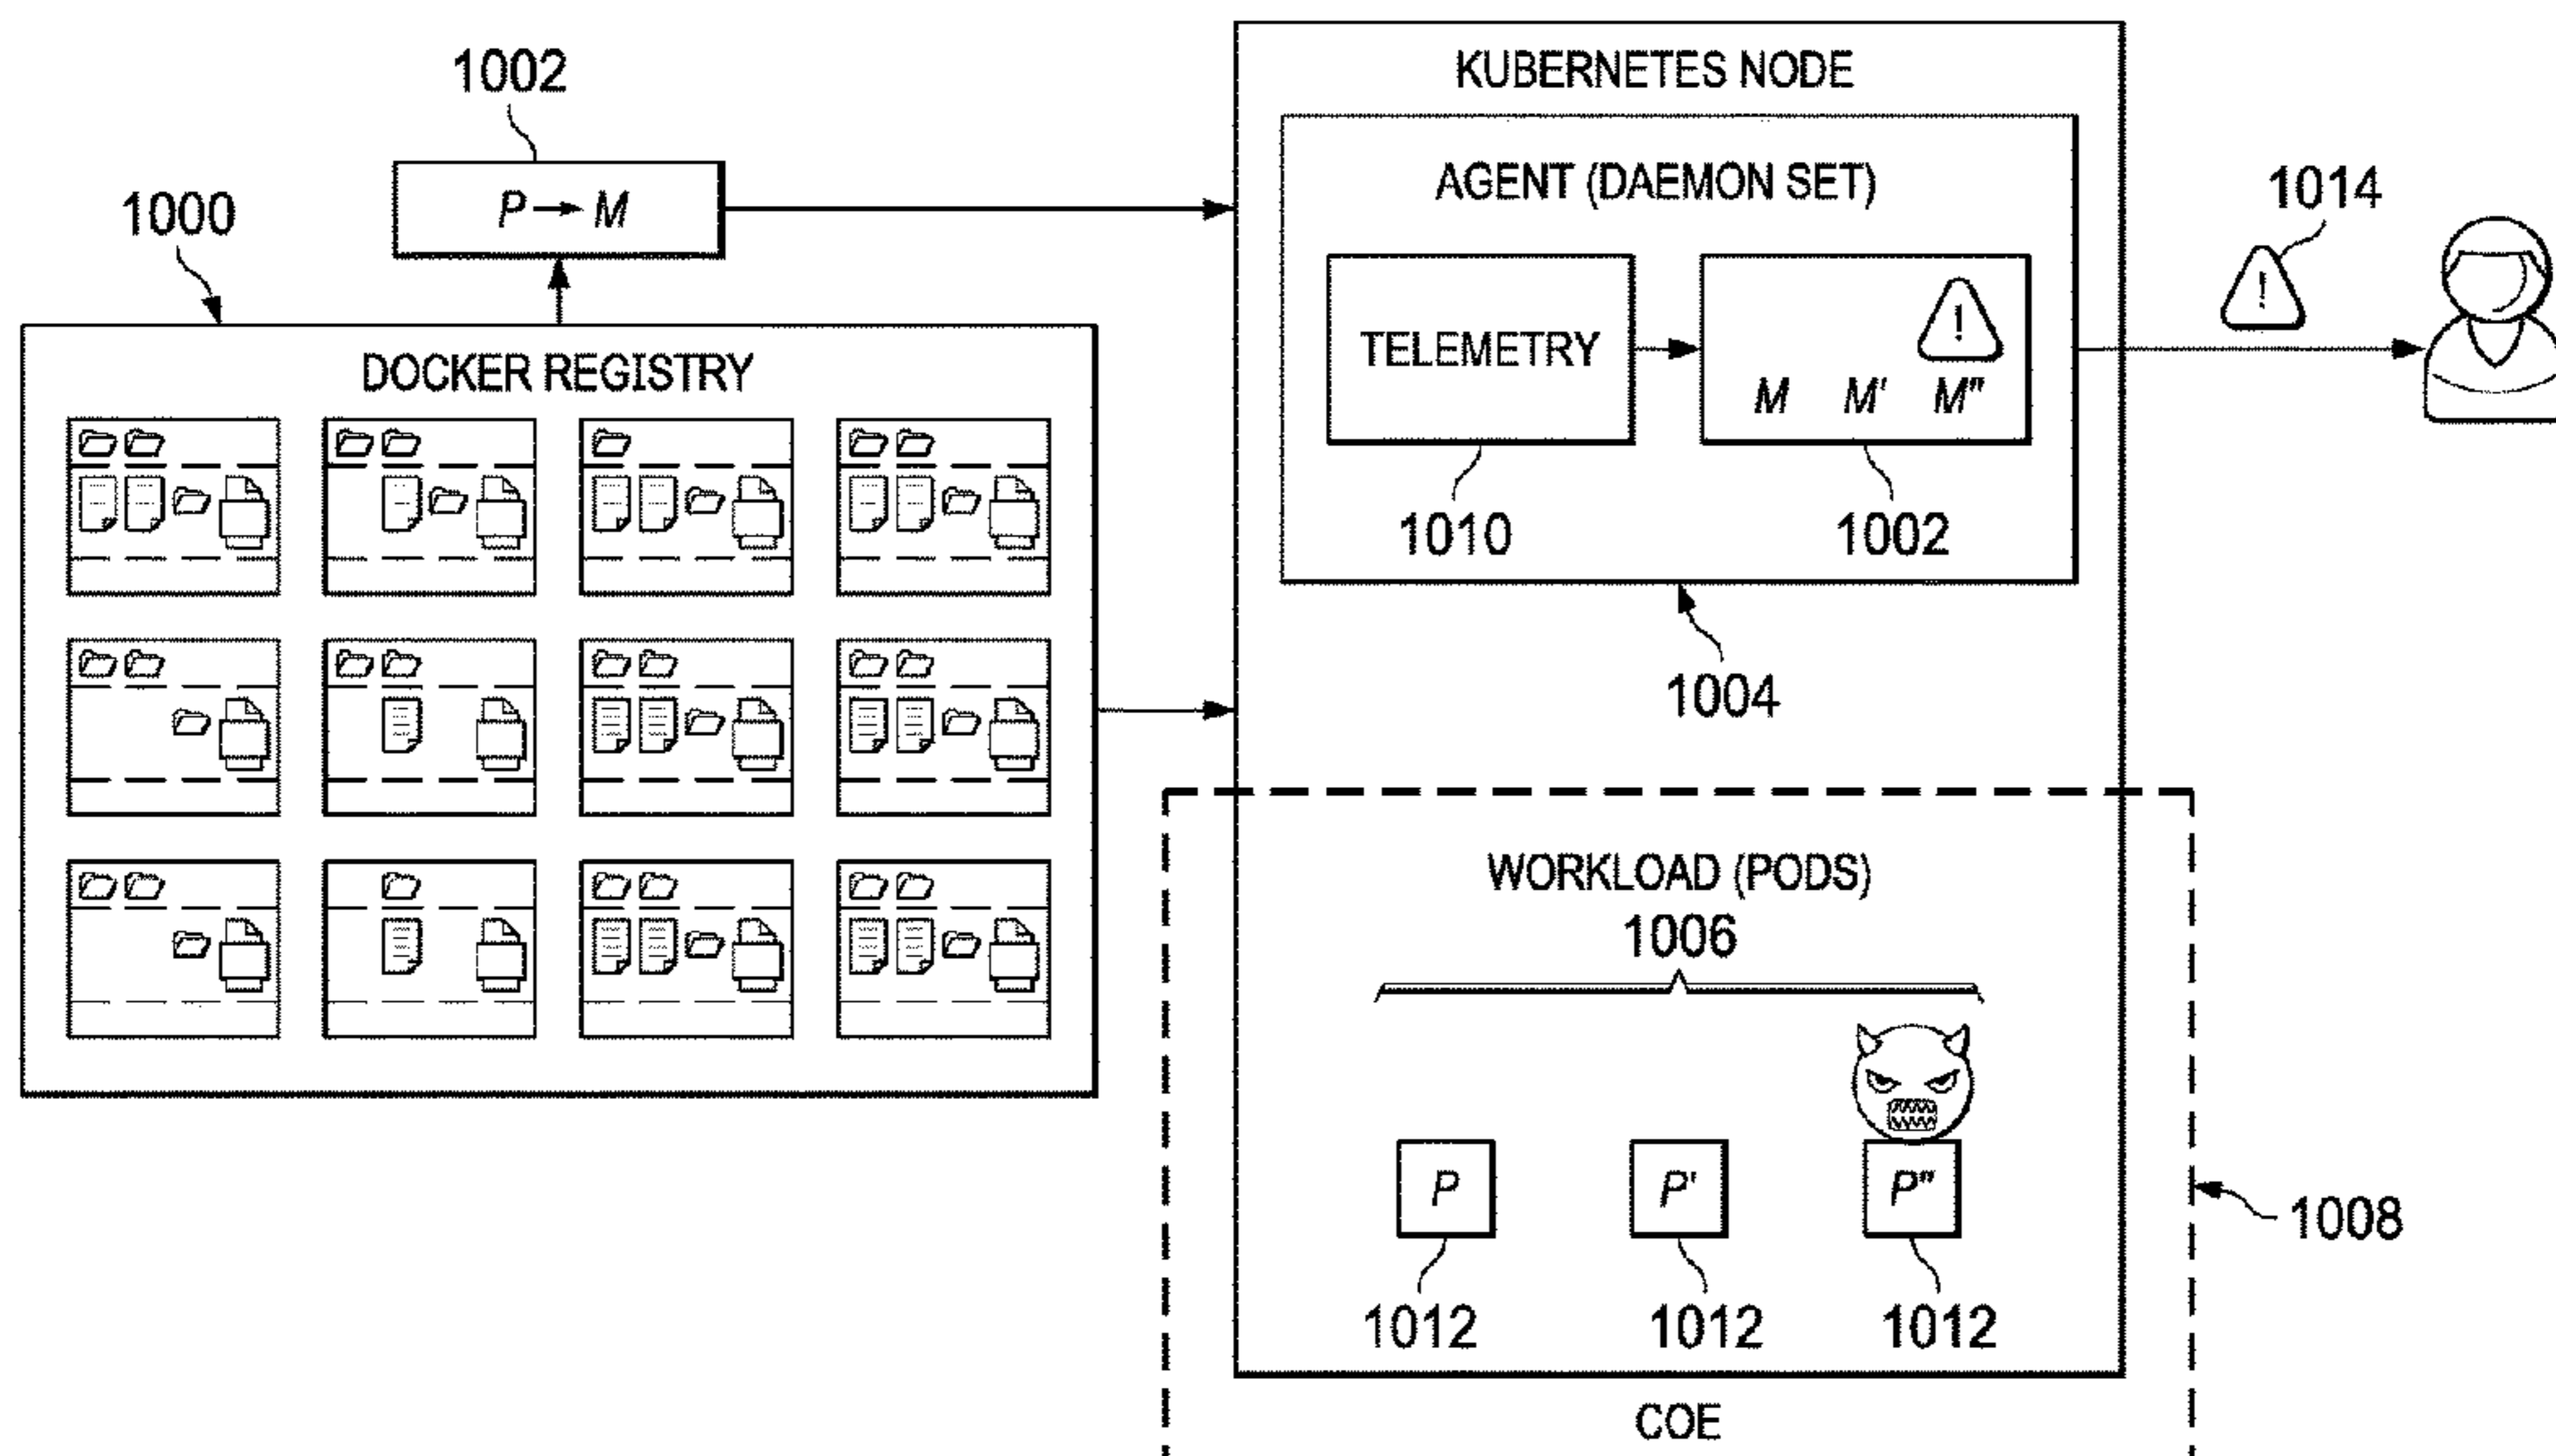 1002
P → M
1000
DOCKER REGISTRY
KUBERNETES NODE
AGENT (DAEMON SET)
TELEMETRY
!
M M' M"
1010
1002
1004
1014
!
WORKLOAD (PODS)
1006
P
P'
P"
1012
1012
1012
1008
COE